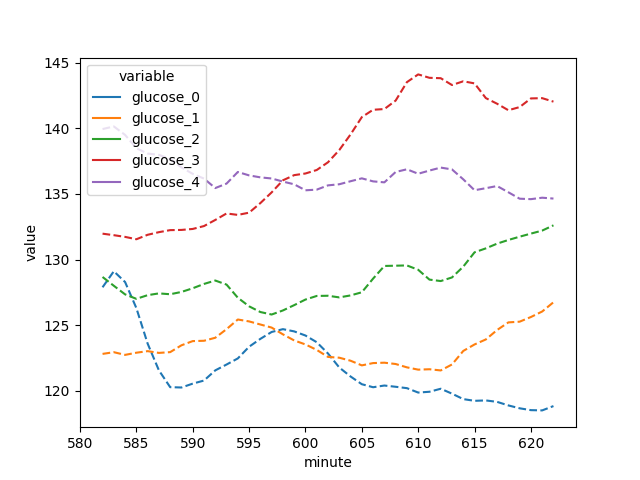 145
140
135
130
125
120
value
variable
glucose_0
glucose_1
glucose_2
glucose_3
glucose_4
580 585 590 595 600 605 610 615 620
minute